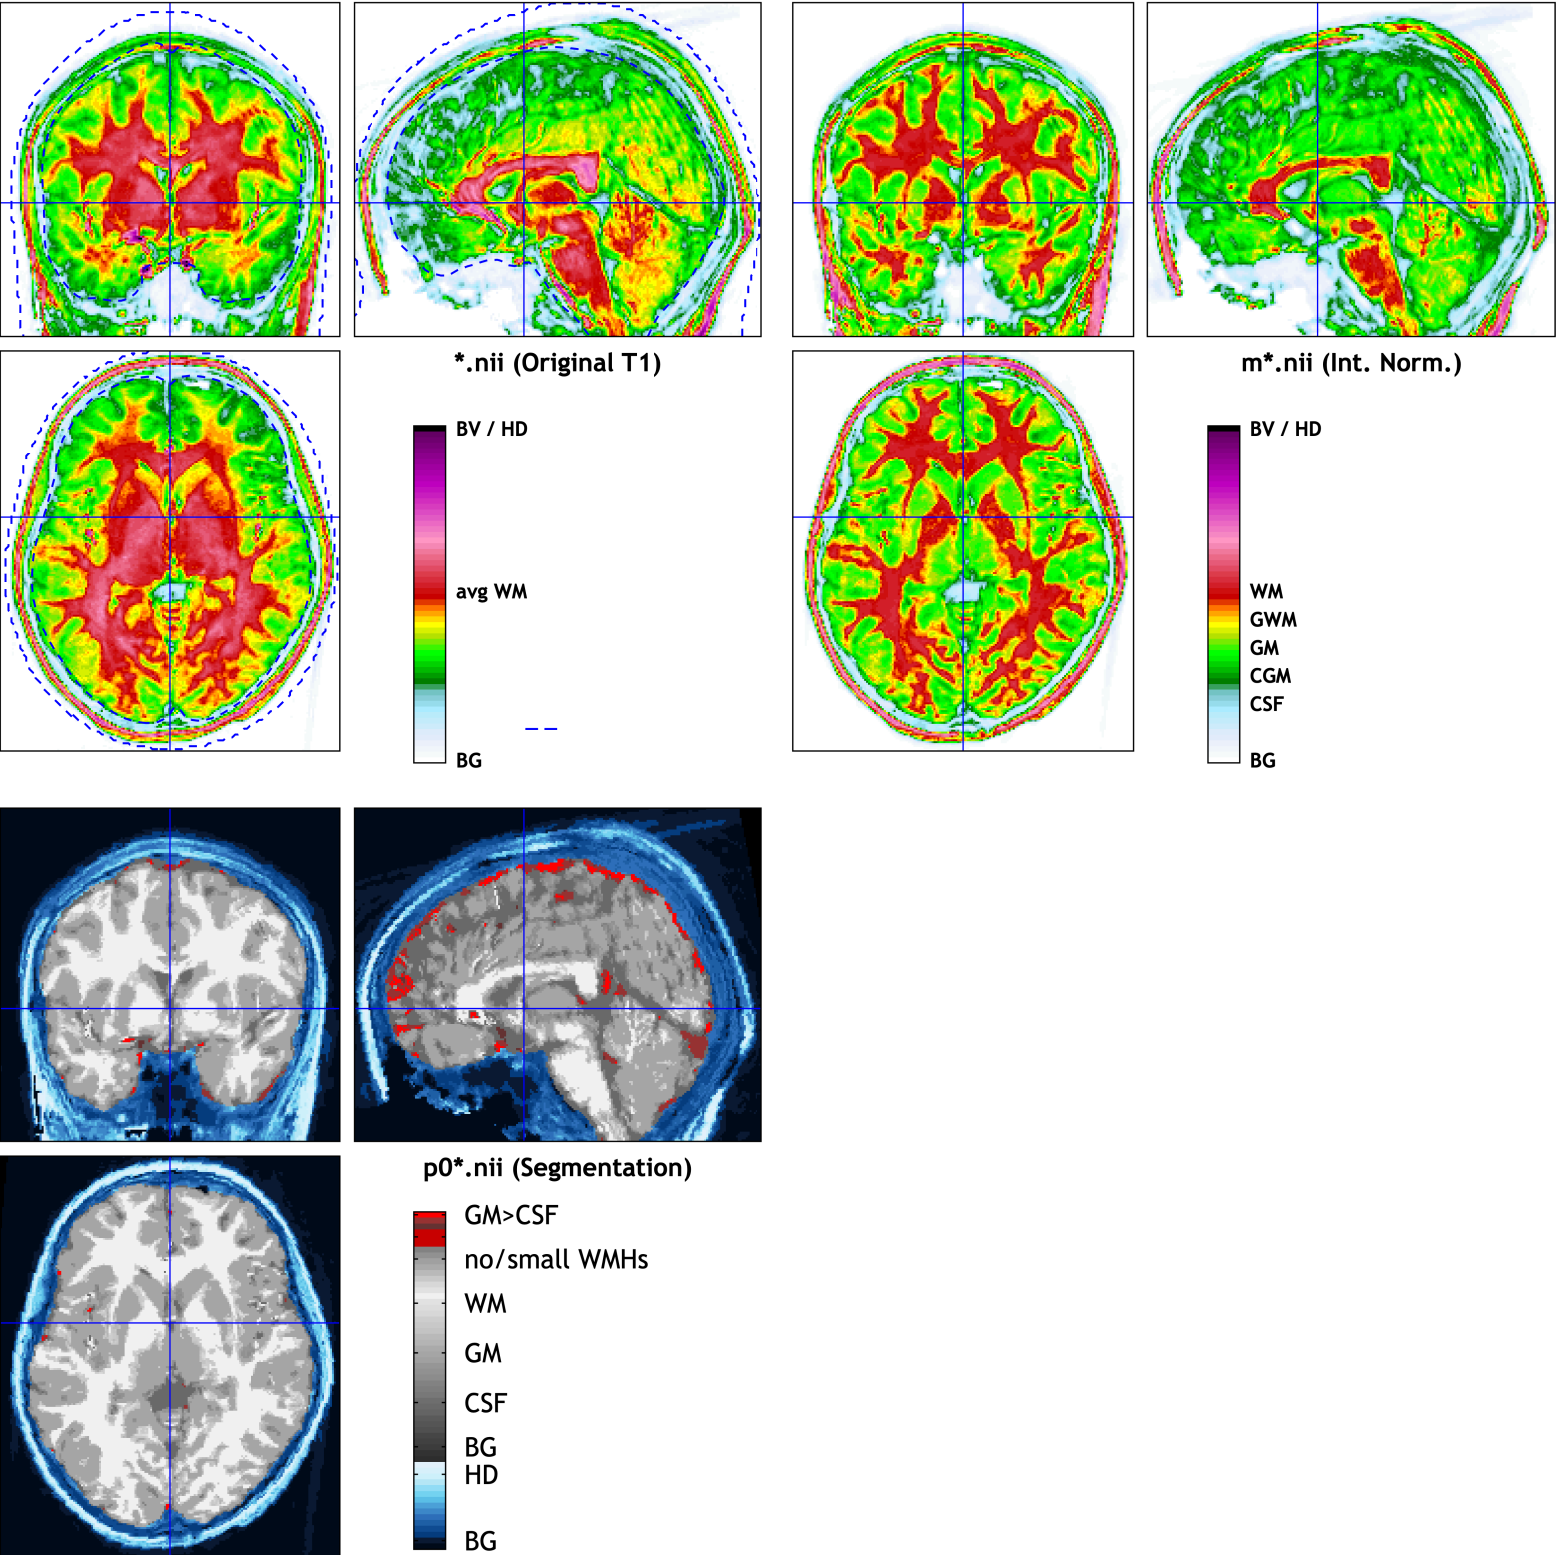 *.nii (Original T1)
BV / HD
avg WM
BG
m*.nii (Int. Norm.)
BV / HD
WM
GWM
GM
CGM
CSF
BG
p0*.nii (Segmentation)
GM>CSF
no/small WMHs
WM
GM
CSF
BG
HD
BG